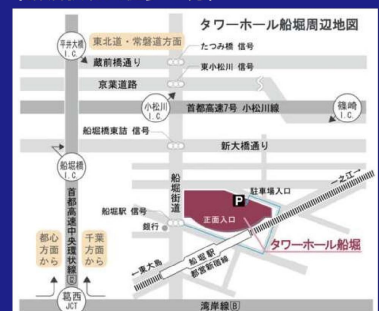 タワーホール船堀周辺地図
平井大橋
I.C.
東北道・常磐道方面
たつみ橋 信号
蔵前橋通り
東小松川 信号
京葉道路
小松川
I.C.
首都高速7号 小松川線
篠崎
I.C.
船堀橋東詰 信号
新大橋通り
船堀橋
I.C.
船堀街道
一之江→
駐車場入口
P
首都高速中央環状線
船堀駅 信号
正面入口
銀行
タワーホール船堀
都心方面から
千葉方面から
←東大島
船堀駅
都営新宿線
葛西
JCT
湾岸線[B]